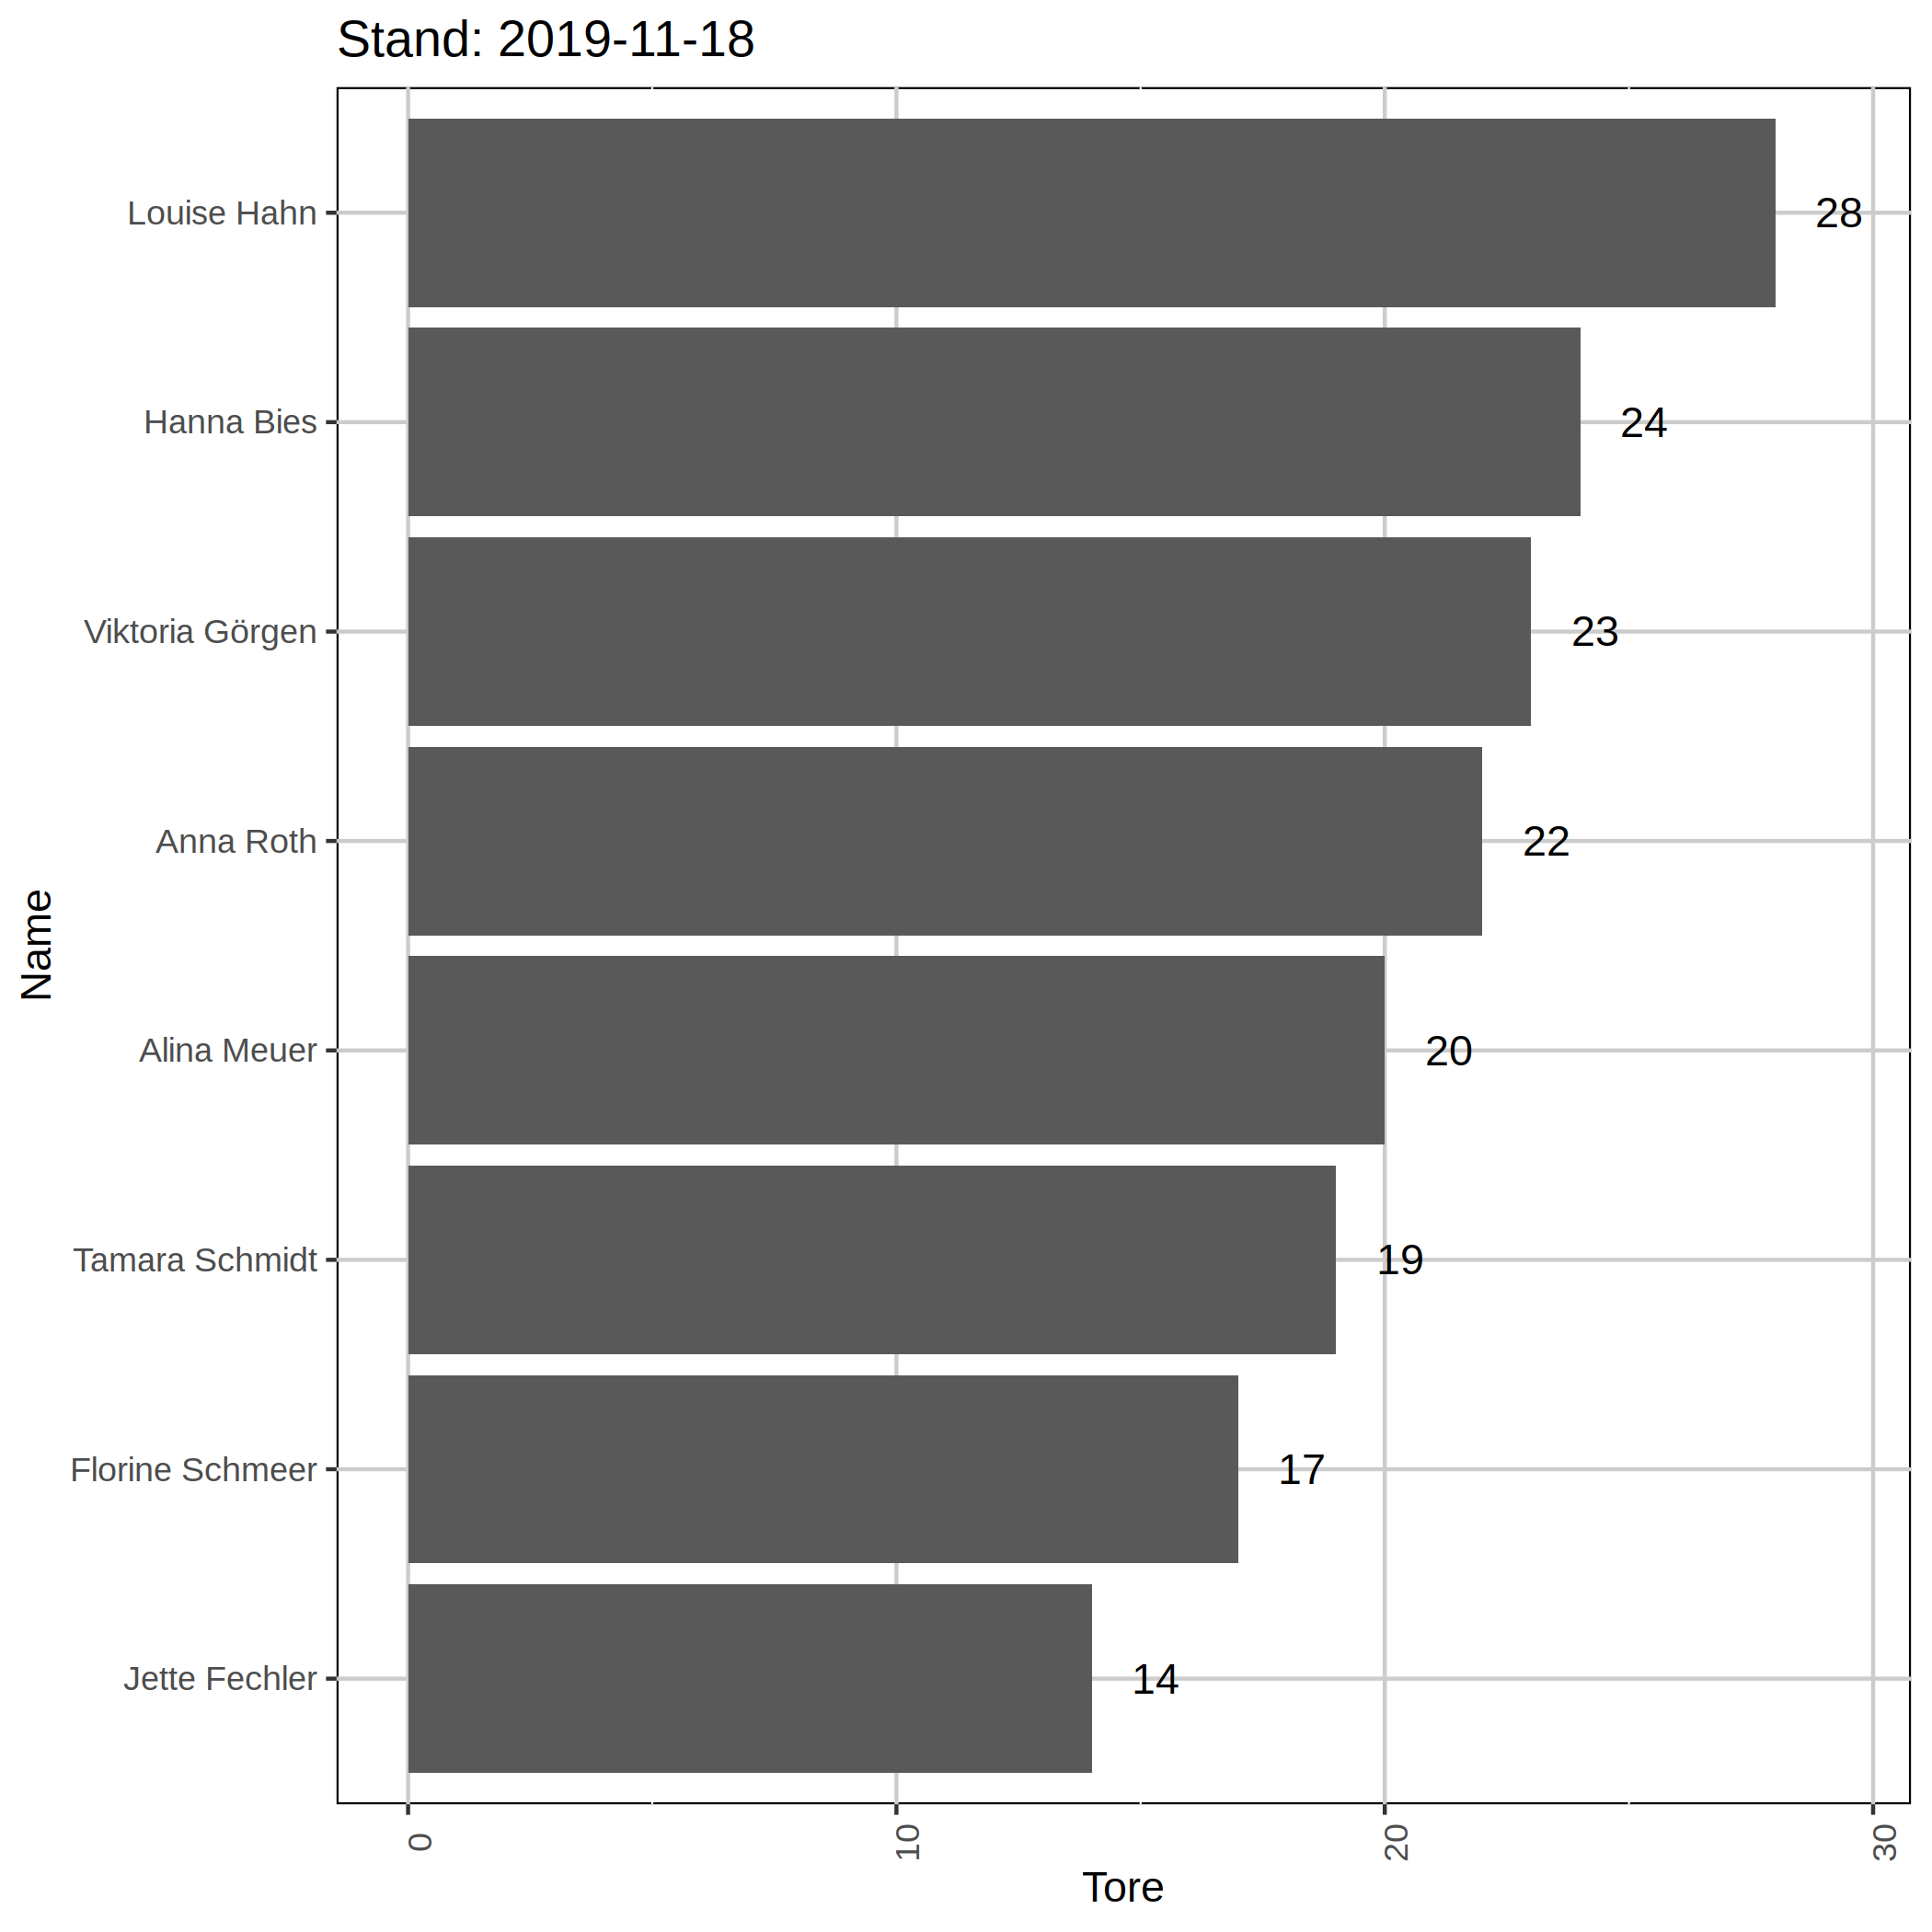 Stand: 2019-11-18
Louise Hahn 28
Hanna Bies 24
Viktoria Görgen 23
Anna Roth 22
Alina Meuer 20
Tamara Schmidt 19
Florine Schmeer 17
Jette Fechler 14
Name
0 10 20 30
Tore